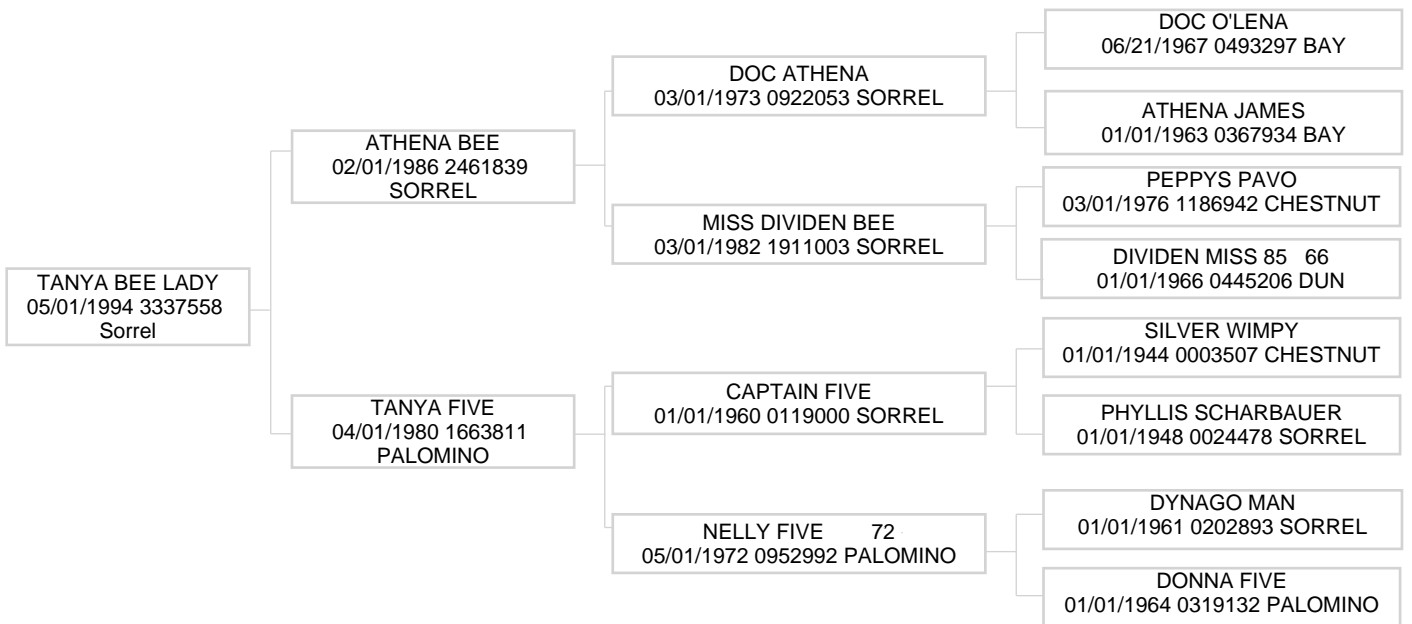 TANYA BEE LADY
05/01/1994 3337558
Sorrel
ATHENA BEE
02/01/1986 2461839
SORREL
TANYA FIVE
04/01/1980 1663811
PALOMINO
DOC ATHENA
03/01/1973 0922053 SORREL
MISS DIVIDEN BEE
03/01/1982 1911003 SORREL
CAPTAIN FIVE
01/01/1960 0119000 SORREL
NELLY FIVE 72
05/01/1972 0952992 PALOMINO
DOC O'LENA
06/21/1967 0493297 BAY
ATHENA JAMES
01/01/1963 0367934 BAY
PEPPYS PAVO
03/01/1976 1186942 CHESTNUT
DIVIDEN MISS 85 66
01/01/1966 0445206 DUN
SILVER WIMPY
01/01/1944 0003507 CHESTNUT
PHYLLIS SCHARBAUER
01/01/1948 0024478 SORREL
DYNAGO MAN
01/01/1961 0202893 SORREL
DONNA FIVE
01/01/1964 0319132 PALOMINO